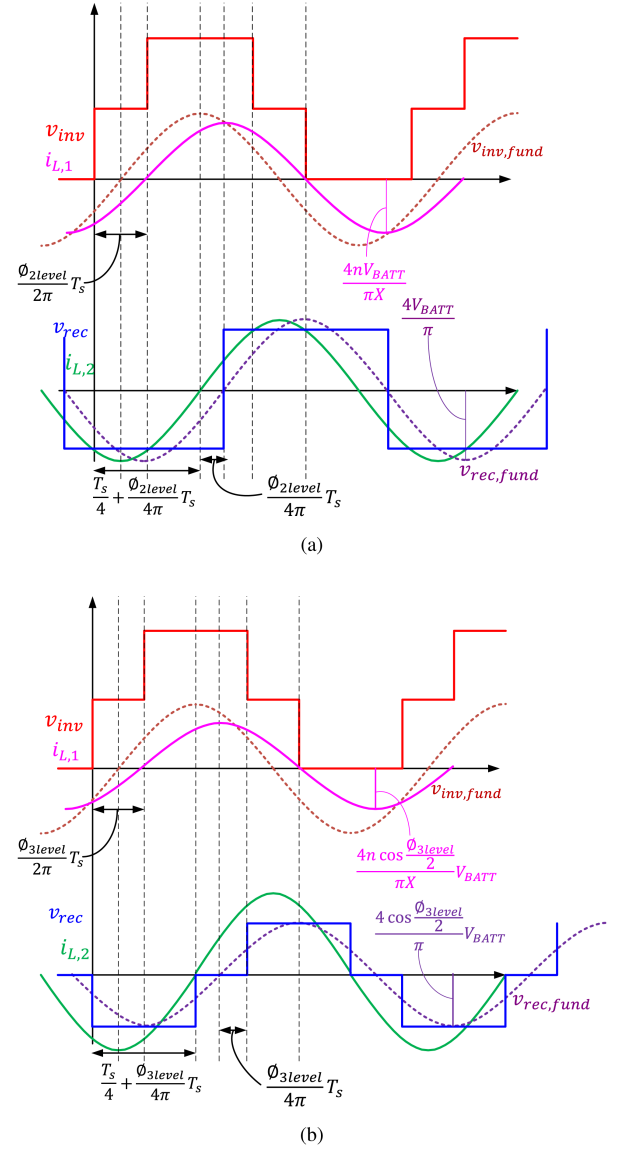 v_inv
i_L,1
v_inv,fund
Ø_2level/2π T_s
4nV_BATT/πX
4V_BATT/π
v_rec
i_L,2
v_rec,fund
T_s/4 + Ø_2level/4π T_s
Ø_2level/4π T_s
(a)
v_inv
i_L,1
v_inv,fund
Ø_3level/2π T_s
4n cos Ø_3level/2 / πX V_BATT
4 cos Ø_3level/2 / π V_BATT
v_rec
i_L,2
v_rec,fund
T_s/4 + Ø_3level/4π T_s
Ø_3level/4π T_s
(b)